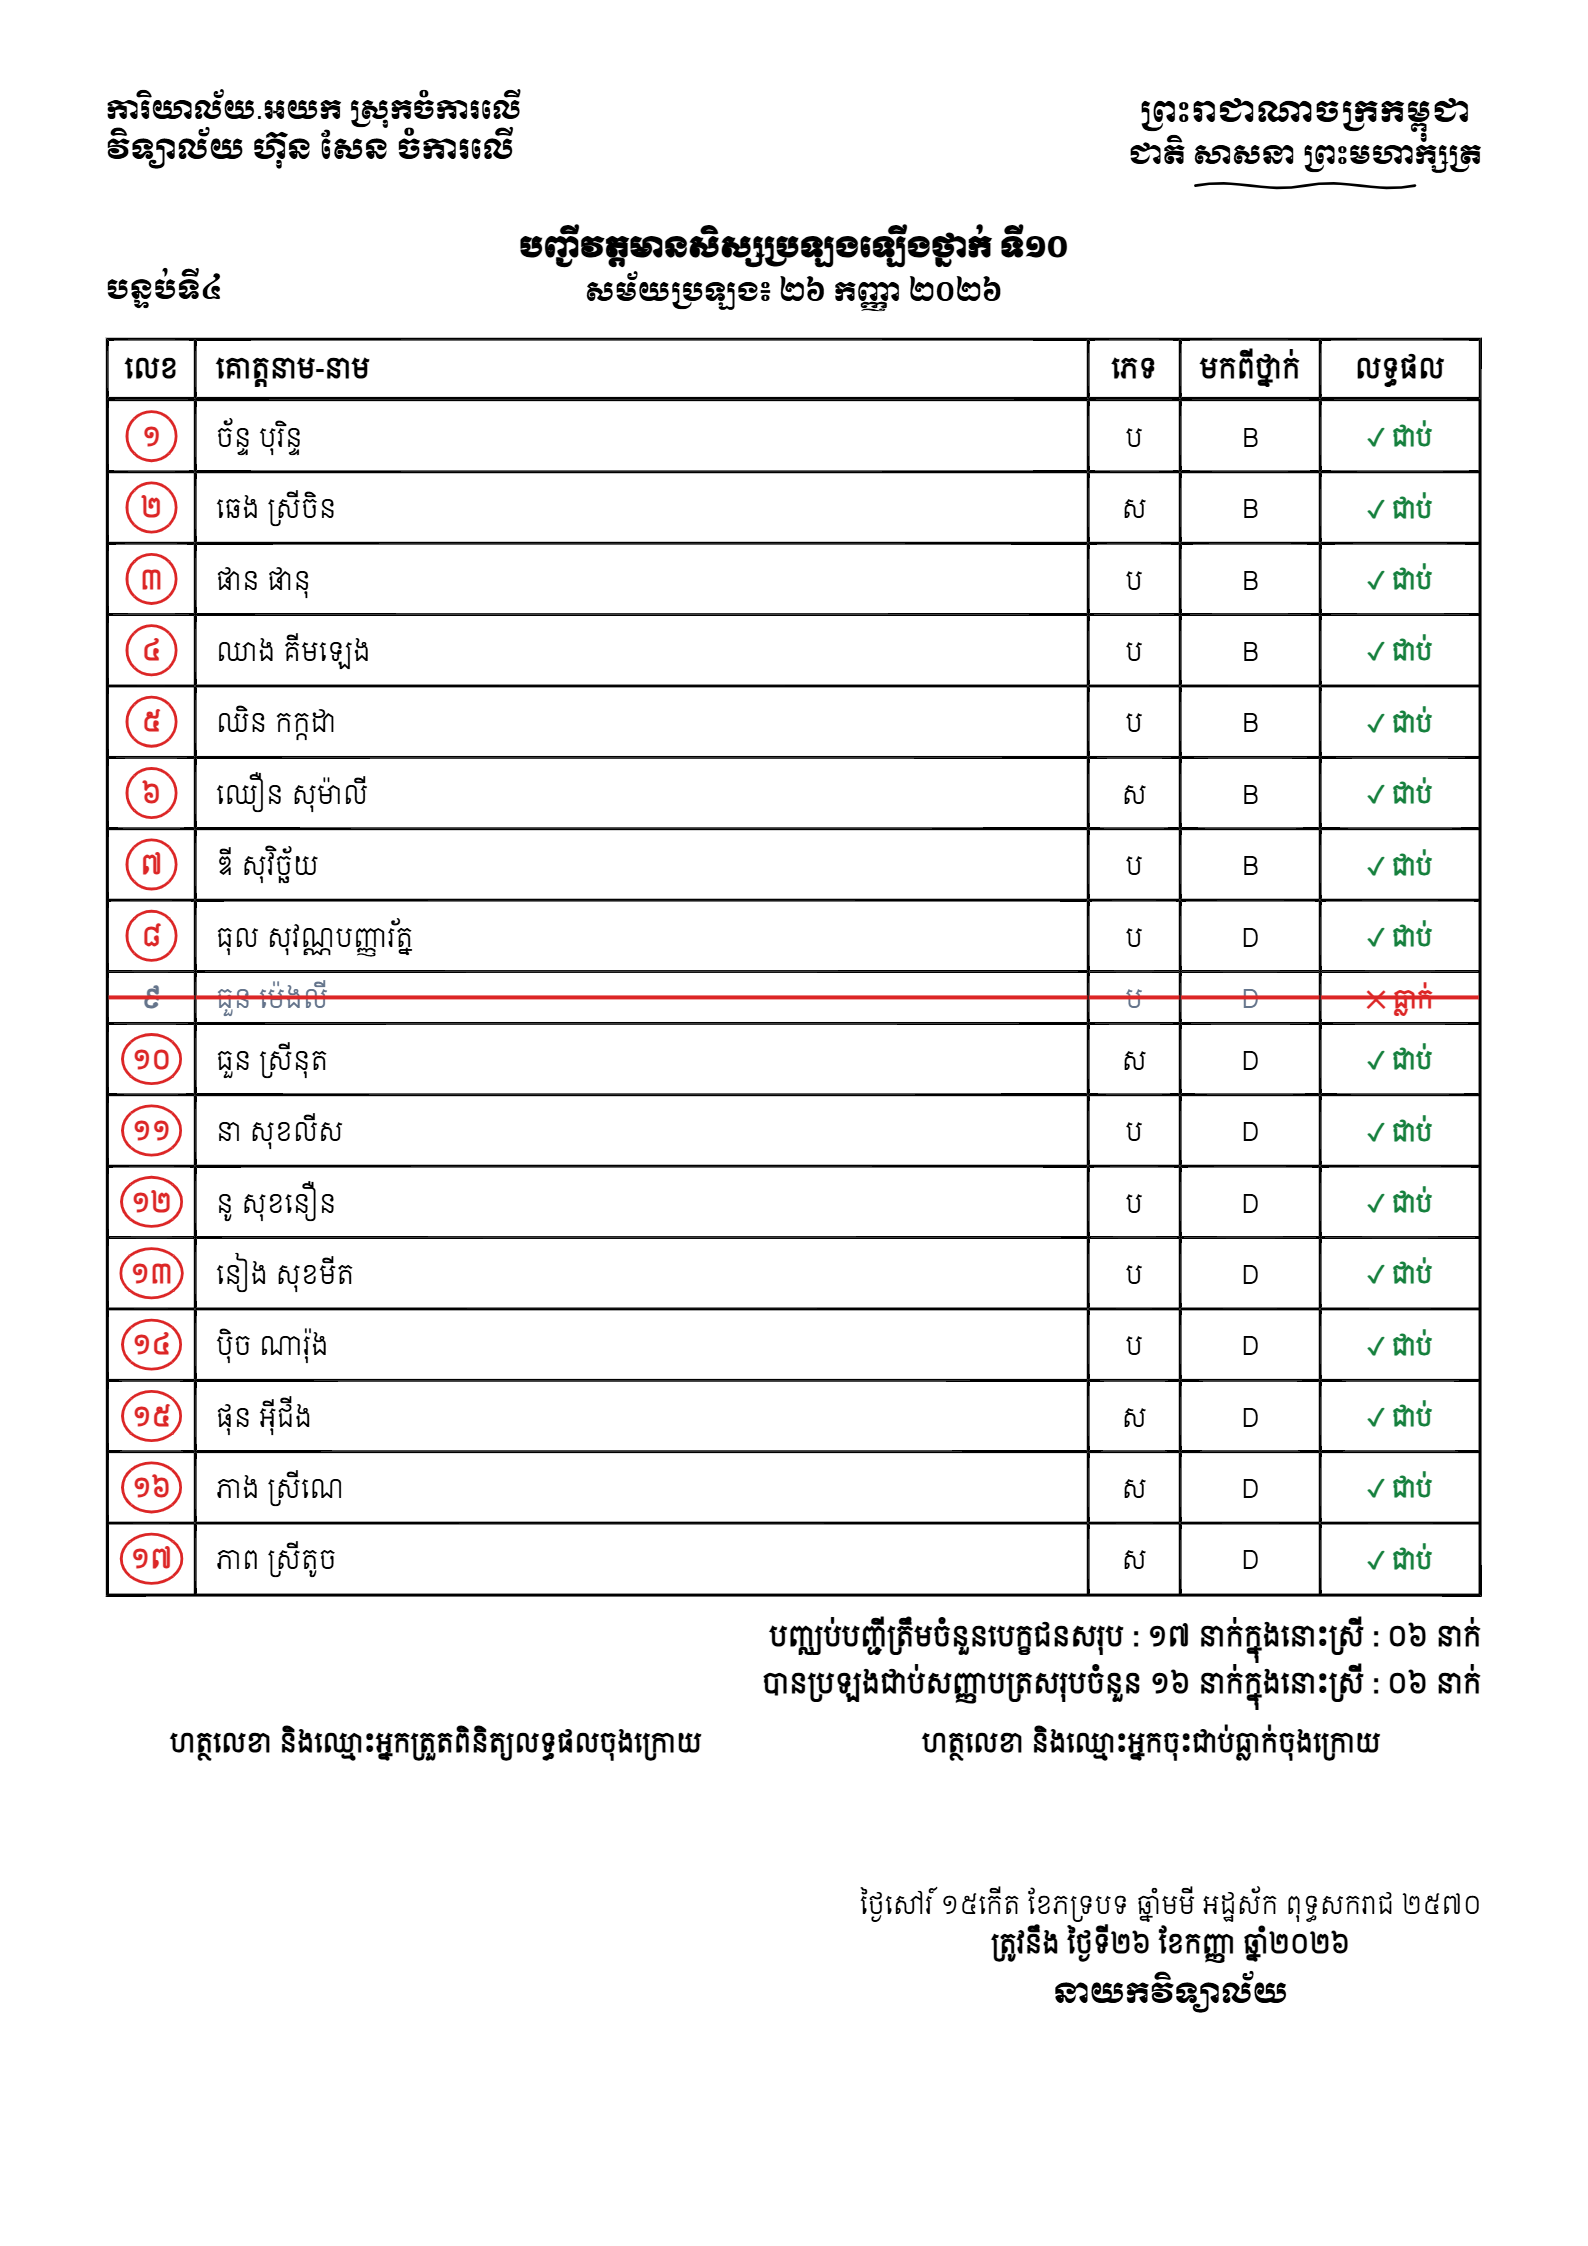 ការិយាល័យ.អយក ស្រុកចំការលើ
វិទ្យាល័យ ហ៊ុន សែន ចំការលើ
ព្រះរាជាណាចក្រកម្ពុជា
ជាតិ សាសនា ព្រះមហាក្សត្រ
បញ្ជីវត្តមានសិស្សប្រឡងឡើងថ្នាក់ ទី១០
បន្ទប់ទី៤
សម័យប្រឡង៖ ២៦ កញ្ញា ២០២៦
លេខ គោត្តនាម-នាម ភេទ មកពីថ្នាក់ លទ្ធផល
១ ច័ន្ទ បុរិន្ទ ប B ✓ ជាប់
២ ឆេង ស្រីចិន ស B ✓ ជាប់
៣ ផាន ផានុ ប B ✓ ជាប់
៤ ឈាង គីមឡេង ប B ✓ ជាប់
៥ ឈិន កក្កដា ប B ✓ ជាប់
៦ ឈឿន សុម៉ាលី ស B ✓ ជាប់
៧ ឌី សុវិច្ឆ័យ ប B ✓ ជាប់
៨ ធុល សុវណ្ណបញ្ញារ័ត្ន ប D ✓ ជាប់
៩ ធួន ម៉េងលី ប D ✕ ធ្លាក់
១០ ធួន ស្រីនុត ស D ✓ ជាប់
១១ នា សុខលីស ប D ✓ ជាប់
១២ នូ សុខនឿន ប D ✓ ជាប់
១៣ នៀង សុខមីត ប D ✓ ជាប់
១៤ ប៊ិច ណារ៉ុង ប D ✓ ជាប់
១៥ ផុន អ៊ីជីង ស D ✓ ជាប់
១៦ ភាង ស្រីណេ ស D ✓ ជាប់
១៧ ភាព ស្រីតូច ស D ✓ ជាប់
បញ្ឈប់បញ្ជីត្រឹមចំនួនបេក្ខជនសរុប : ១៧ នាក់ក្នុងនោះស្រី : ០៦ នាក់
បានប្រឡងជាប់សញ្ញាបត្រសរុបចំនួន ១៦ នាក់ក្នុងនោះស្រី : ០៦ នាក់
ហត្ថលេខា និងឈ្មោះអ្នកត្រួតពិនិត្យលទ្ធផលចុងក្រោយ
ហត្ថលេខា និងឈ្មោះអ្នកចុះជាប់ធ្លាក់ចុងក្រោយ
ថ្ងៃសៅរ៍ ១៥កើត ខែភទ្របទ ឆ្នាំមមី អដ្ឋស័ក ពុទ្ធសករាជ ២៥៧០
ត្រូវនឹង ថ្ងៃទី២៦ ខែកញ្ញា ឆ្នាំ២០២៦
នាយកវិទ្យាល័យ